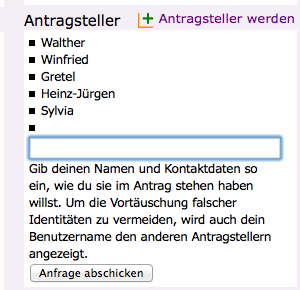 Antragsteller Antragsteller werden
Walther
Winfried
Gretel
Heinz-Jürgen
Sylvia
Gib deinen Namen und Kontaktdaten so
ein, wie du sie im Antrag stehen haben
willst. Um die Vortäuschung falscher
Identitäten zu vermeiden, wird auch dein
Benutzername den anderen Antragstellern
angezeigt.
Anfrage abschicken